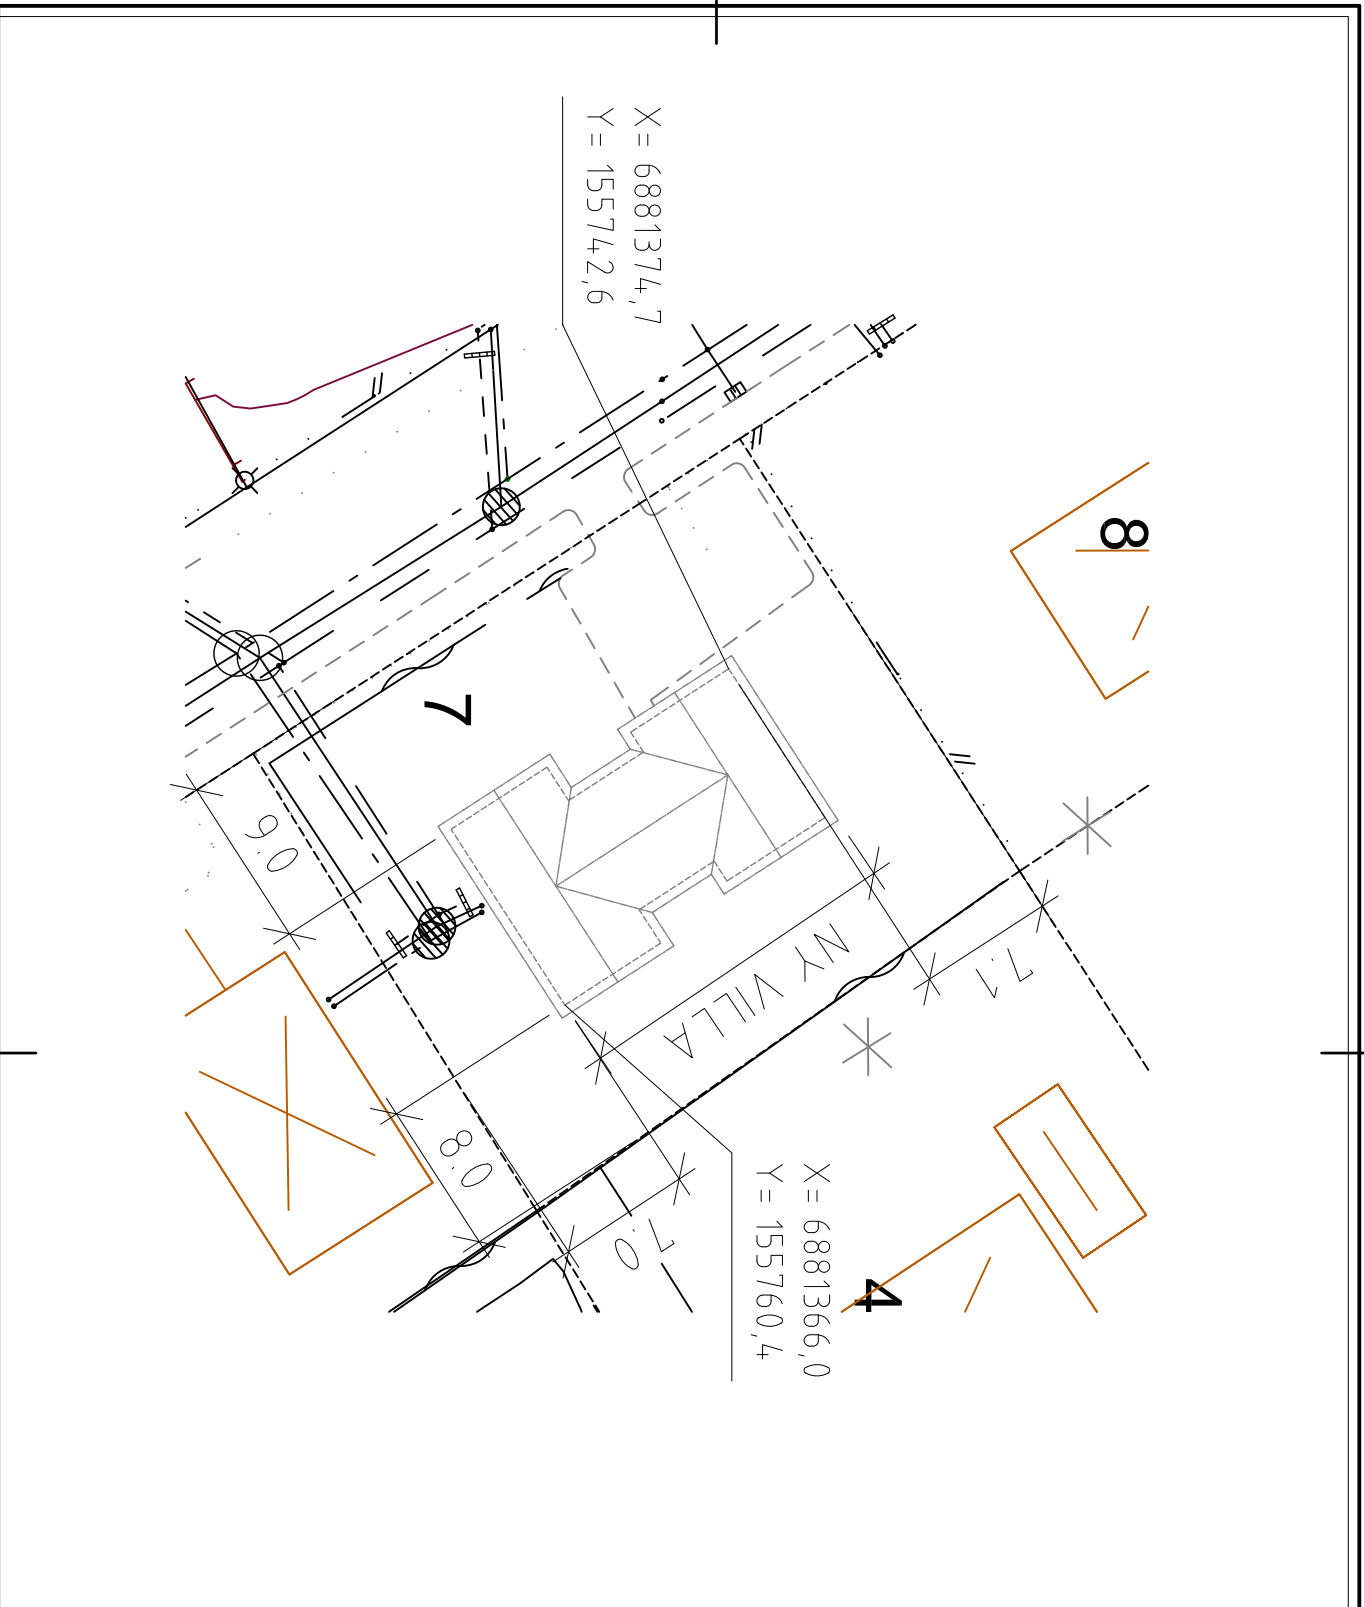 X= 6881374,7
Y= 155742,6
8
7
9.0
NY VILLA
7.1
8.0
7.0
X= 6881366,0
Y= 155760,4
4